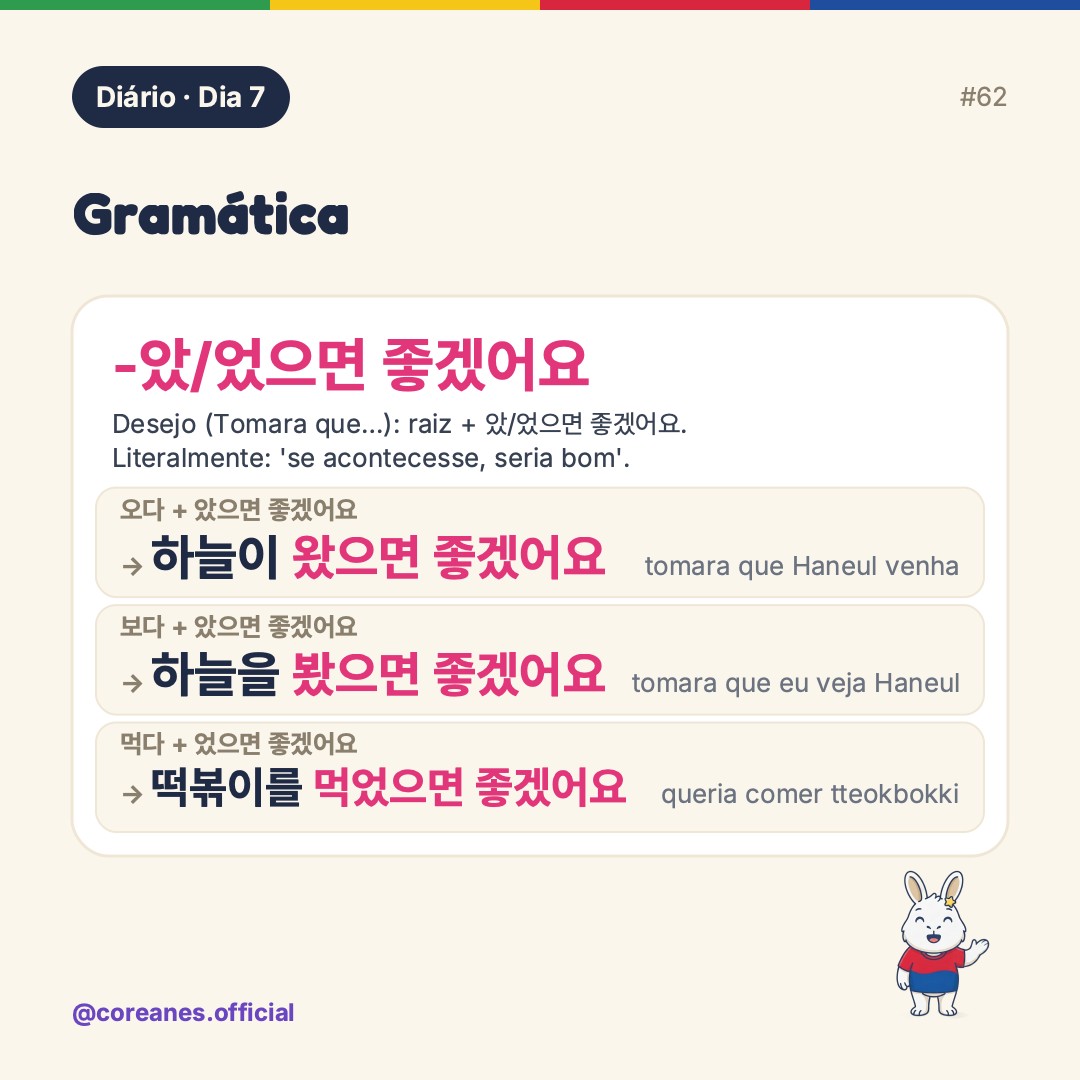 Diário · Dia 7
#62
Gramática
-았/었으면 좋겠어요
Desejo (Tomara que...): raiz + 았/었으면 좋겠어요.
Literalmente: 'se acontecesse, seria bom'.
오다 + 았으면 좋겠어요
→ 하늘이 왔으면 좋겠어요 tomara que Haneul venha
보다 + 았으면 좋겠어요
→ 하늘을 봤으면 좋겠어요 tomara que eu veja Haneul
먹다 + 었으면 좋겠어요
→ 떡볶이를 먹었으면 좋겠어요 queria comer tteokbokki
@coreanes.official